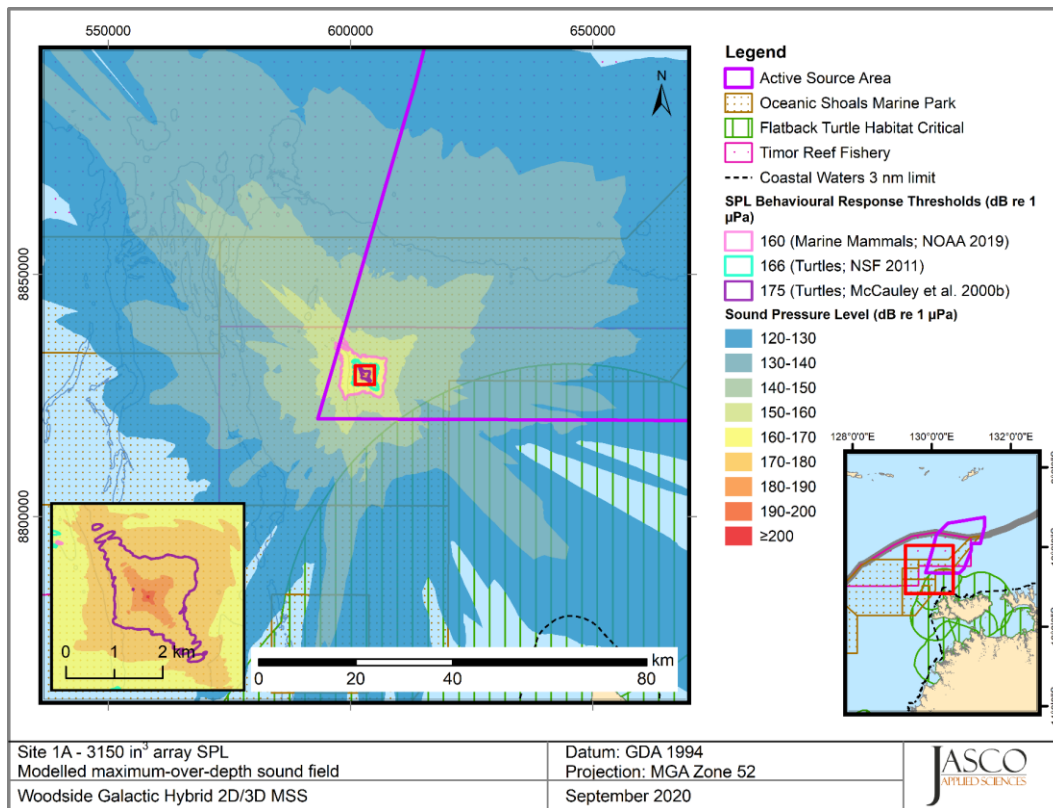 550000
600000
650000
8850000
8800000
N
Legend
Active Source Area
Oceanic Shoals Marine Park
Flatback Turtle Habitat Critical
Timor Reef Fishery
Coastal Waters 3 nm limit
SPL Behavioural Response Thresholds (dB re 1
µPa)
160 (Marine Mammals; NOAA 2019)
166 (Turtles; NSF 2011)
175 (Turtles; McCauley et al. 2000b)
Sound Pressure Level (dB re 1 µPa)
120-130
130-140
140-150
150-160
160-170
170-180
180-190
190-200
≥200
0 1 2 km
km
0 20 40 80
128°0'E 130°0'E 132°0'E
Site 1A - 3150 in³ array SPL
Modelled maximum-over-depth sound field
Woodside Galactic Hybrid 2D/3D MSS
Datum: GDA 1994
Projection: MGA Zone 52
September 2020
JASCO
APPLIED SCIENCES